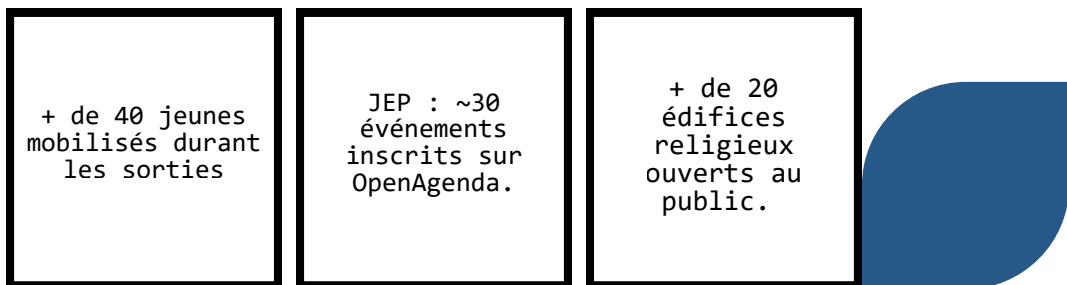 + de 40 jeunes
mobilisés durant
les sorties
JEP : ~30
événements
inscrits sur
OpenAgenda.
+ de 20
édifices
religieux
ouverts au
public.